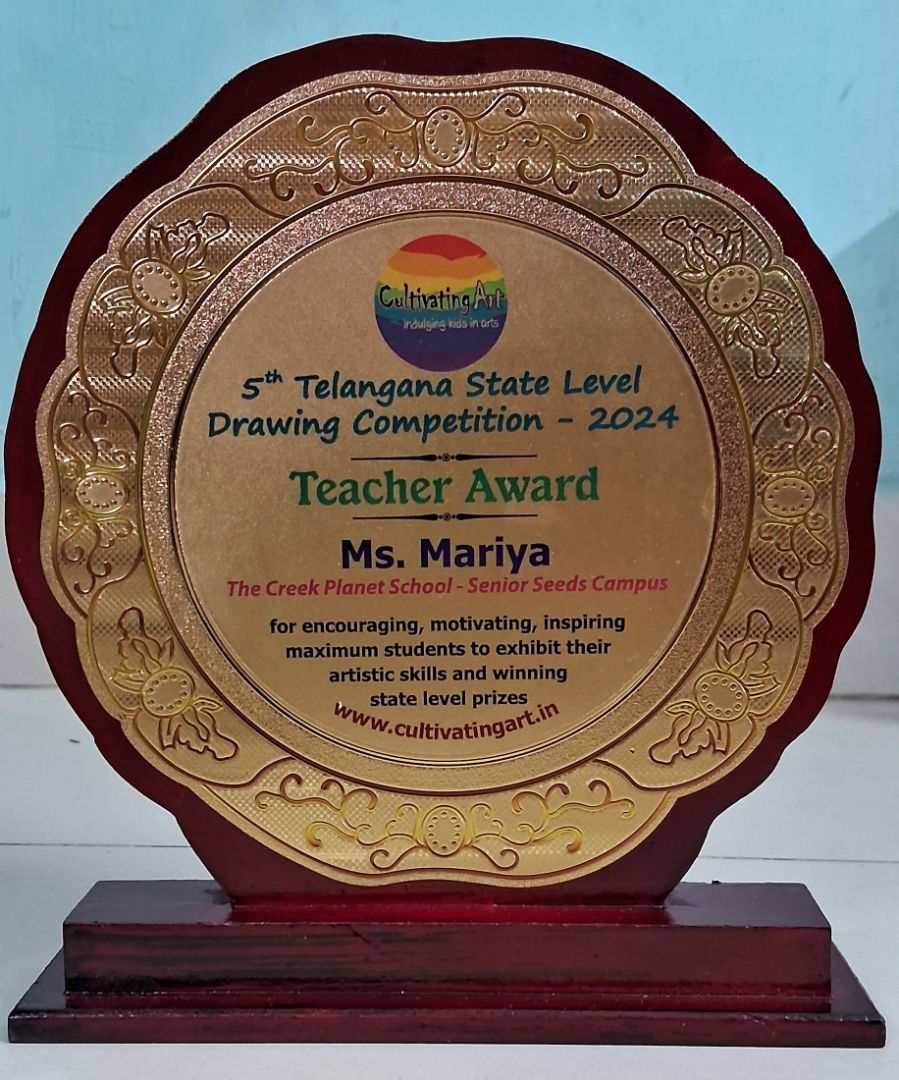 CultivatingArt
indulging kids in arts
5th Telangana State Level
Drawing Competition - 2024
Teacher Award
Ms. Mariya
The Creek Planet School - Senior Seeds Campus
for encouraging, motivating, inspiring
maximum students to exhibit their
artistic skills and winning
state level prizes
www.cultivatingart.in